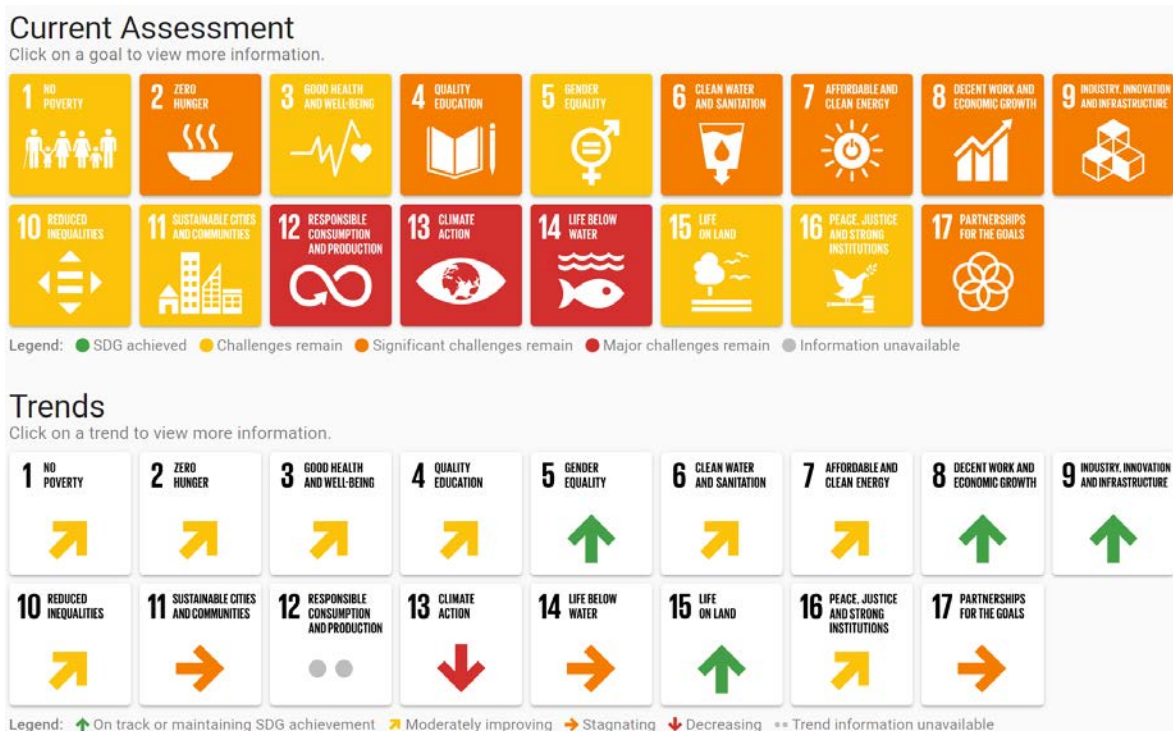 Current Assessment
Click on a goal to view more information.
1 NO
POVERTY
2 ZERO
HUNGER
3 GOOD HEALTH
AND WELL-BEING
4 QUALITY
EDUCATION
5 GENDER
EQUALITY
6 CLEAN WATER
AND SANITATION
7 AFFORDABLE AND
CLEAN ENERGY
8 DECENT WORK AND
ECONOMIC GROWTH
9 INDUSTRY, INNOVATION
AND INFRASTRUCTURE
10 REDUCED
INEQUALITIES
11 SUSTAINABLE CITIES
AND COMMUNITIES
12 RESPONSIBLE
CONSUMPTION
AND PRODUCTION
13 CLIMATE
ACTION
14 LIFE BELOW
WATER
15 LIFE
ON LAND
16 PEACE, JUSTICE
AND STRONG
INSTITUTIONS
17 PARTNERSHIPS
FOR THE GOALS
Legend: SDG achieved Challenges remain Significant challenges remain Major challenges remain Information unavailable
Trends
Click on a trend to view more information.
1 NO
POVERTY
2 ZERO
HUNGER
3 GOOD HEALTH
AND WELL-BEING
4 QUALITY
EDUCATION
5 GENDER
EQUALITY
6 CLEAN WATER
AND SANITATION
7 AFFORDABLE AND
CLEAN ENERGY
8 DECENT WORK AND
ECONOMIC GROWTH
9 INDUSTRY, INNOVATION
AND INFRASTRUCTURE
10 REDUCED
INEQUALITIES
11 SUSTAINABLE CITIES
AND COMMUNITIES
12 RESPONSIBLE
CONSUMPTION
AND PRODUCTION
13 CLIMATE
ACTION
14 LIFE BELOW
WATER
15 LIFE
ON LAND
16 PEACE, JUSTICE
AND STRONG
INSTITUTIONS
17 PARTNERSHIPS
FOR THE GOALS
Legend: On track or maintaining SDG achievement Moderately improving Stagnating Decreasing Trend information unavailable